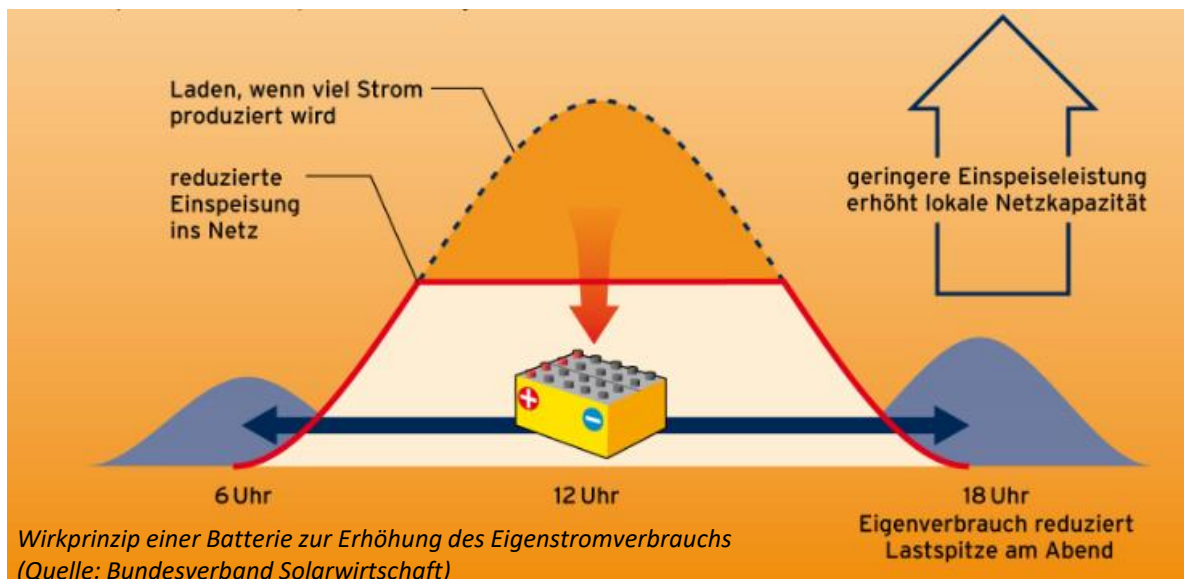 Laden, wenn viel Strom
produziert wird
reduzierte
Einspeisung
ins Netz
geringere Einspeiseleistung
erhöht lokale Netzkapazität
+
–
6 Uhr
12 Uhr
18 Uhr
Eigenverbrauch reduziert
Lastspitze am Abend
Wirkprinzip einer Batterie zur Erhöhung des Eigenstromverbrauchs
(Quelle: Bundesverband Solarwirtschaft)